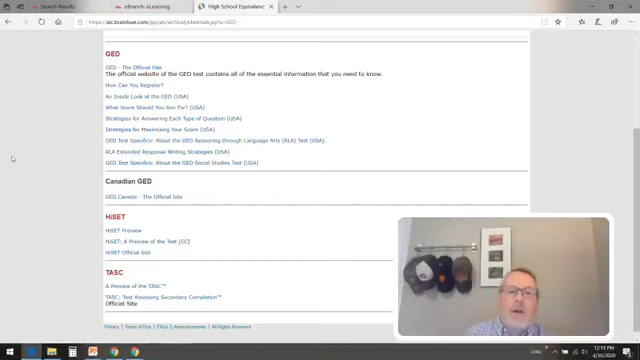 Search Results
eBranch: eLearning
High School Equivalenc
https://alc.brainfuse.com/jsp/alc/alcStudyMaterials.jsp?s=GED
GED
GED - The Official Site
The official website of the GED test contains all of the essential information that you need to know.
How Can You Register?
An Inside Look at the GED (USA)
What Score Should You Aim For? (USA)
Strategies for Answering Each Type of Question (USA)
Strategies for Maximizing Your Score (USA)
GED Test Specifics: About the GED Reasoning through Language Arts (RLA) Test (USA)
RLA Extended Response Writing Strategies (USA)
GED Test Specifics: About the GED Social Studies Test (USA)
Canadian GED
GED Canada - The Official Site
HiSET
HiSET Preview
HiSET: A Preview of the Test [CC]
HiSET Official Site
TASC
A Preview of the TASC™
TASC: Test Assessing Secondary Completion™
Official Site
Privacy | Terms of Use | FAQs | Announcements | All Rights Reserved
Links
12:19 PM
4/30/2020